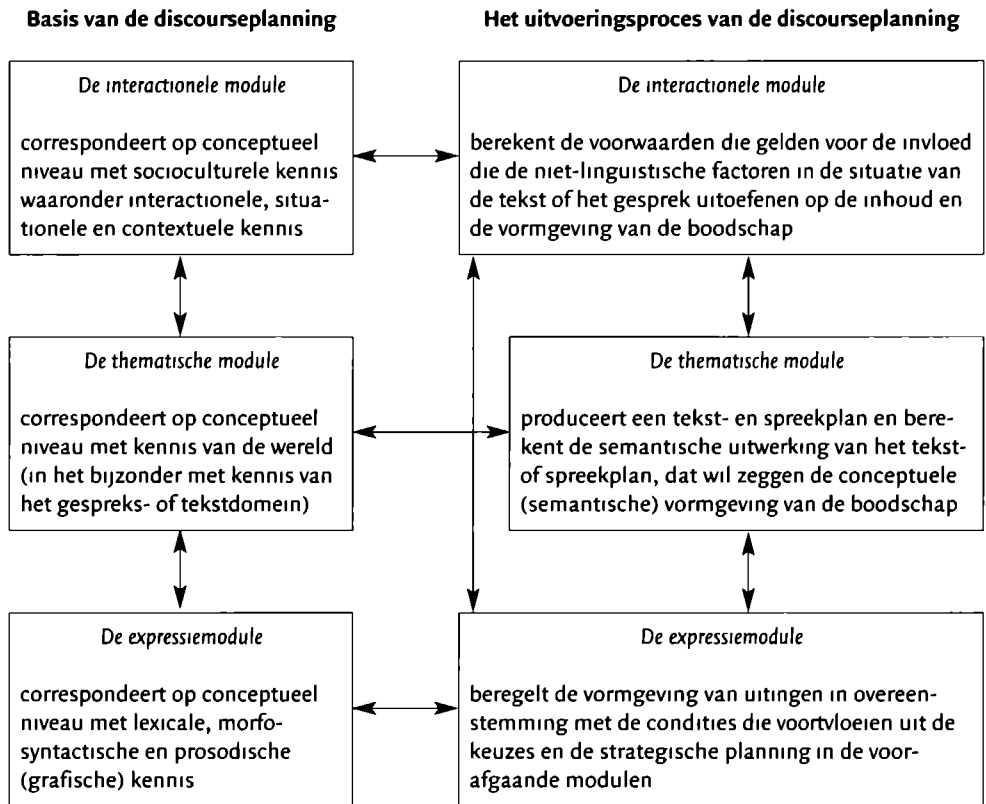 Basis van de discourseplanning
Het uitvoeringsproces van de discourseplanning
De interactionele module
correspondeert op conceptueel
niveau met socioculturele kennis
waaronder interactionele, situa-
tionele en contextuele kennis
De interactionele module
berekent de voorwaarden die gelden voor de invloed
die de niet-linguistische factoren in de situatie van
de tekst of het gesprek uitoefenen op de inhoud en
de vormgeving van de boodschap
De thematische module
correspondeert op conceptueel
niveau met kennis van de wereld
(in het bijzonder met kennis van
het gespreks- of tekstdomein)
De thematische module
produceert een tekst- en spreekplan en bere-
kent de semantische uitwerking van het tekst-
of spreekplan, dat wil zeggen de conceptuele
(semantische) vormgeving van de boodschap
De expressiemodule
correspondeert op conceptueel
niveau met lexicale, morfo-
syntactische en prosodische
(grafische) kennis
De expressiemodule
beregelt de vormgeving van uitingen in overeen-
stemming met de condities die voortvloeien uit de
keuzes en de strategische planning in de voor-
afgaande modulen